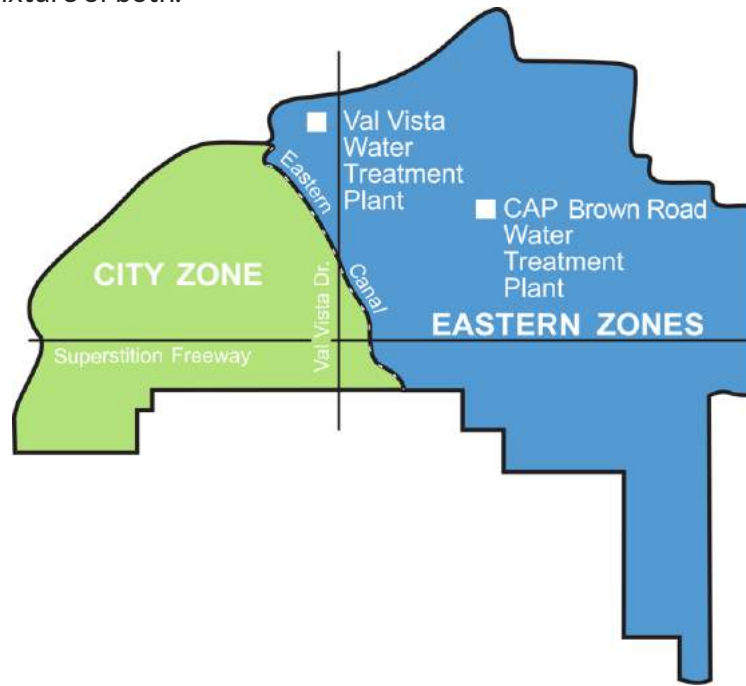 Val Vista
Water
Treatment
Plant
Eastern
Canal
CAP Brown Road
Water
Treatment
Plant
CITY ZONE
Val Vista Dr.
EASTERN ZONES
Superstition Freeway